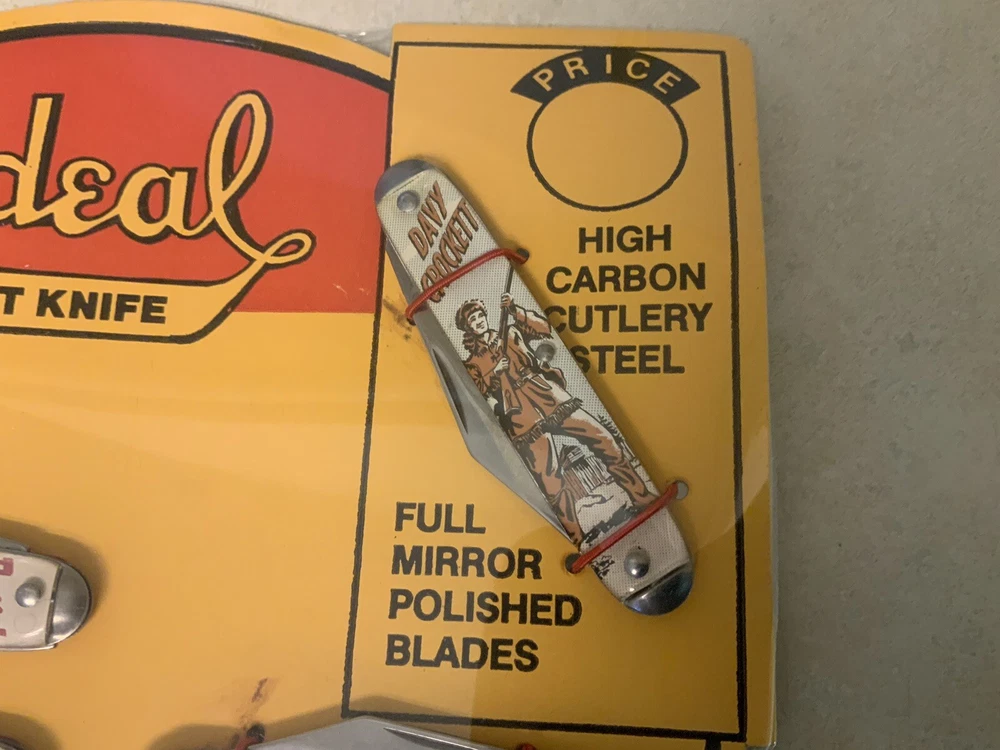 deal
T KNIFE
PRICE
DAVY
CROCKETT
HIGH
CARBON
CUTLERY
STEEL
FULL
MIRROR
POLISHED
BLADES